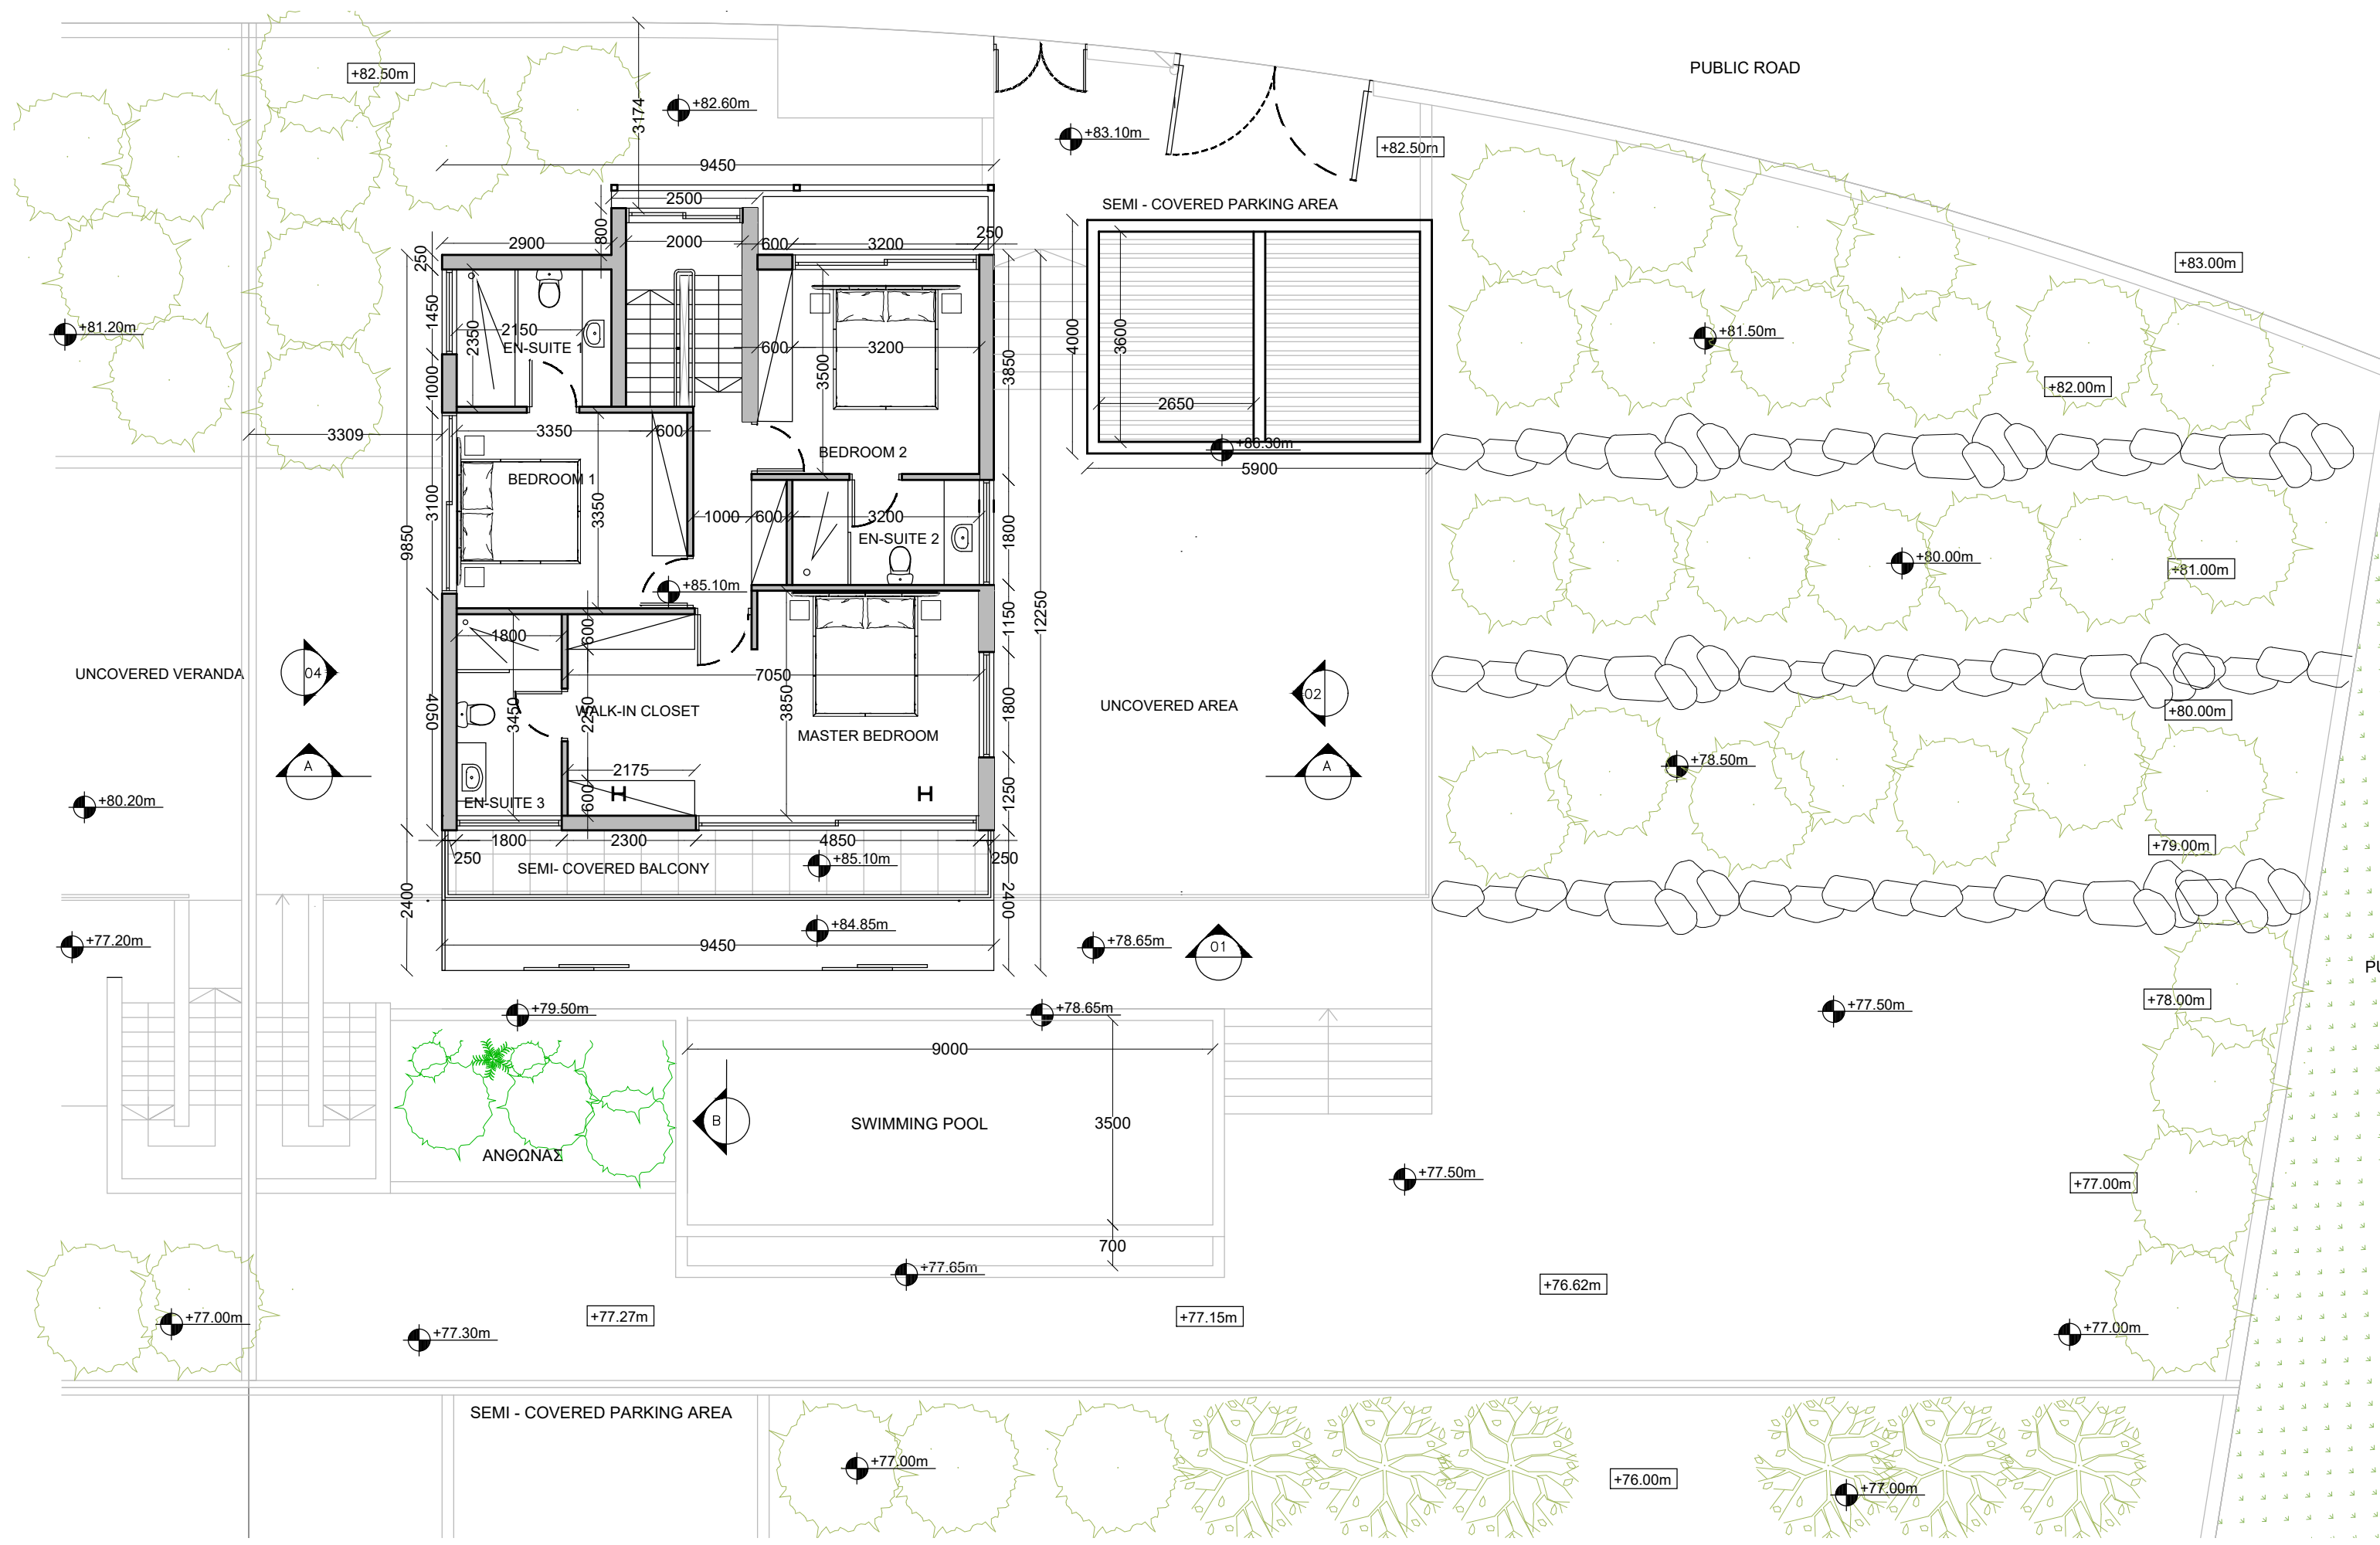 PUBLIC ROAD
+82.50m
+82.60m
3174
+83.10m
+82.50m
9450
2500
SEMI - COVERED PARKING AREA
800
2900
2000
600
3200
250
250
+83.00m
+81.20m
1450
2350
2150
EN-SUITE 1
600
3200
3500
3850
4000
3600
+81.50m
1000
+82.00m
2650
3309
3350
600
BEDROOM 2
+80.30m
5900
BEDROOM 1
3100
3350
9850
1000
600
3200
1800
EN-SUITE 2
+80.00m
+81.00m
+85.10m
12250
1150
1800
600
UNCOVERED VERANDA
04
7050
02
4050
3450
2250
WALK-IN CLOSET
3850
1800
UNCOVERED AREA
+80.00m
MASTER BEDROOM
A
A
+78.50m
2175
+80.20m
EN-SUITE 3
600
1250
1800
2300
4850
250
250
+79.00m
SEMI- COVERED BALCONY
+85.10m
2400
2400
+84.85m
+77.20m
9450
+78.65m
01
PU
+79.50m
+78.65m
+77.50m
+78.00m
9000
B
SWIMMING POOL
3500
ΑΝΘΩΝΑΣ
+77.50m
+77.00m
700
+77.65m
+76.62m
+77.00m
+77.27m
+77.15m
+77.30m
+77.00m
SEMI - COVERED PARKING AREA
+77.00m
+76.00m
+77.00m